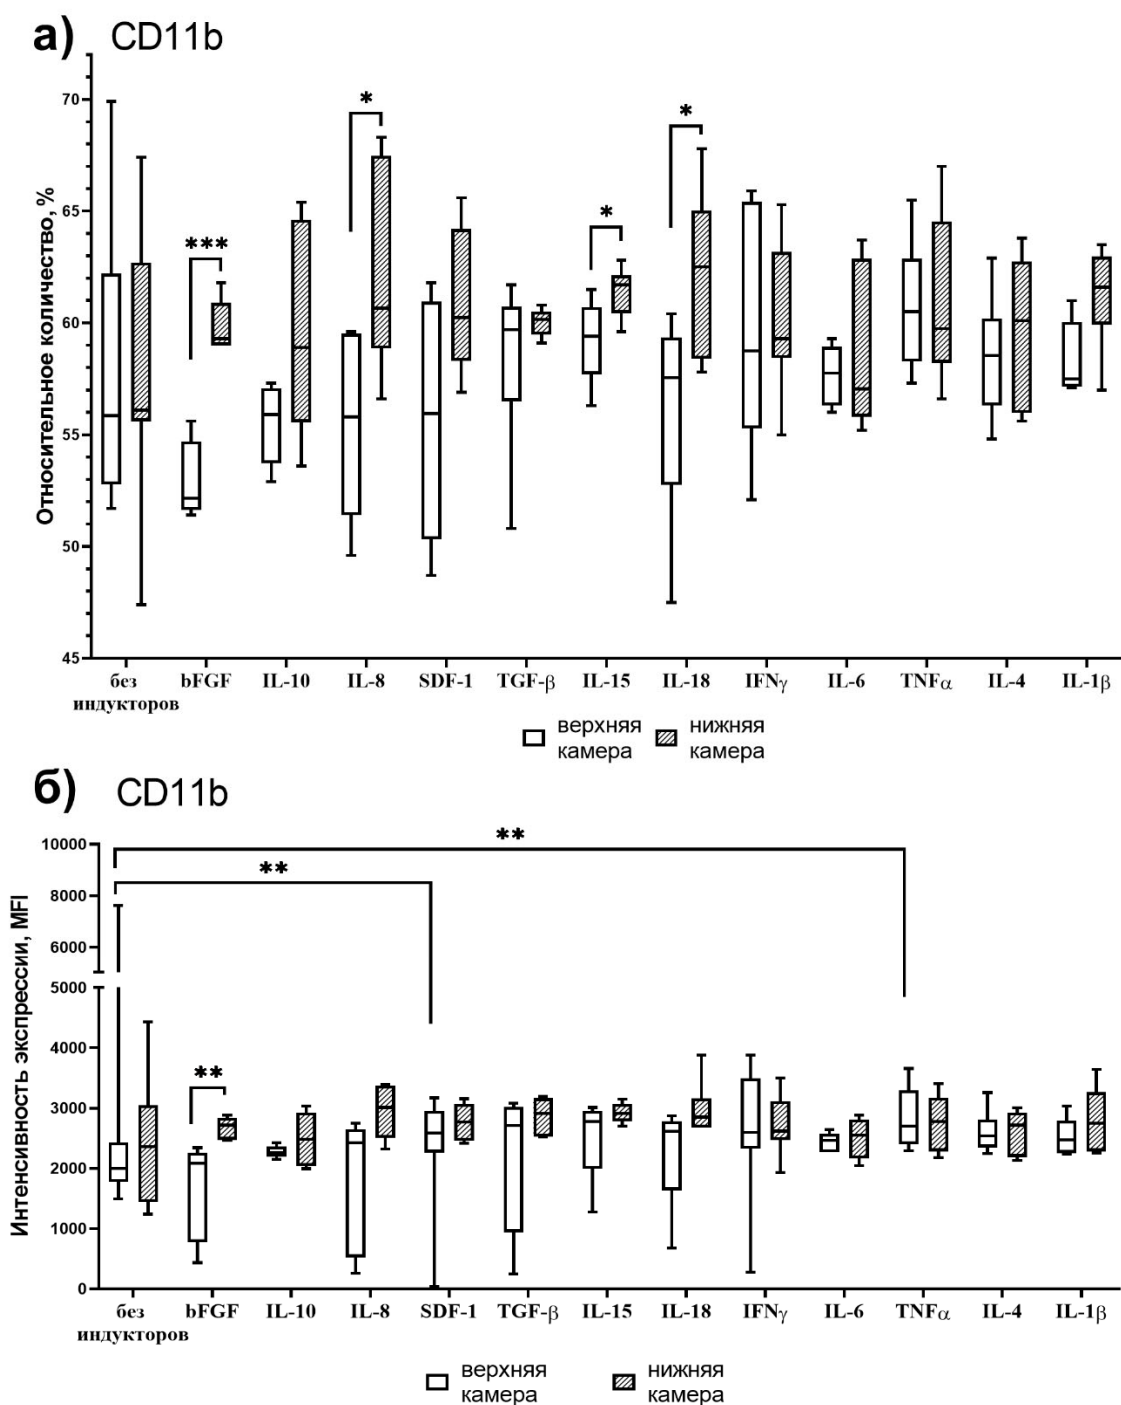 а) CD11b
Относительное количество, %
70
65
60
55
50
45
*** * * *
без
индукторов
bFGF IL-10 IL-8 SDF-1 TGF-β IL-15 IL-18 IFNγ IL-6 TNFα IL-4 IL-1β
верхняя
камера
нижняя
камера
б) CD11b
Интенсивность экспрессии, MFI
10000
8000
6000
5000
4000
3000
2000
1000
0
**
**
**
без
индукторов
bFGF IL-10 IL-8 SDF-1 TGF-β IL-15 IL-18 IFNγ IL-6 TNFα IL-4 IL-1β
верхняя
камера
нижняя
камера